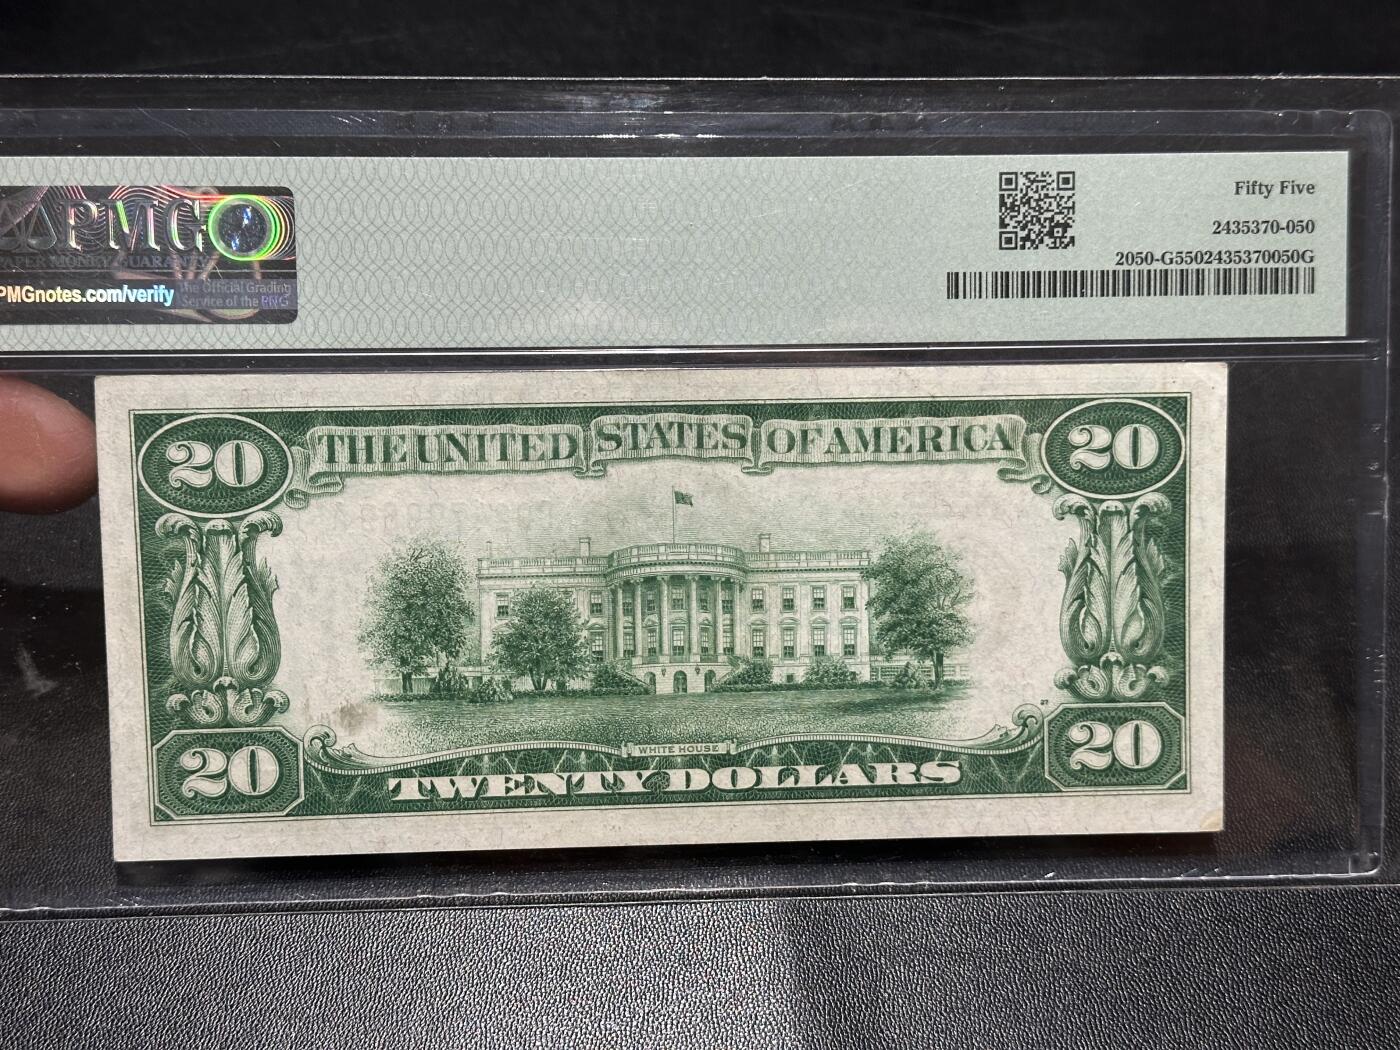 PMG
PAPER MONEY GUARANTY
PMGnotes.com/verify
The Official Grading
Service of the PNG
Fifty Five
2435370-050
2050-G5502435370050G
20
THE UNITED STATES OF AMERICA
20
27
20
WHITE HOUSE
TWENTY DOLLARS
20